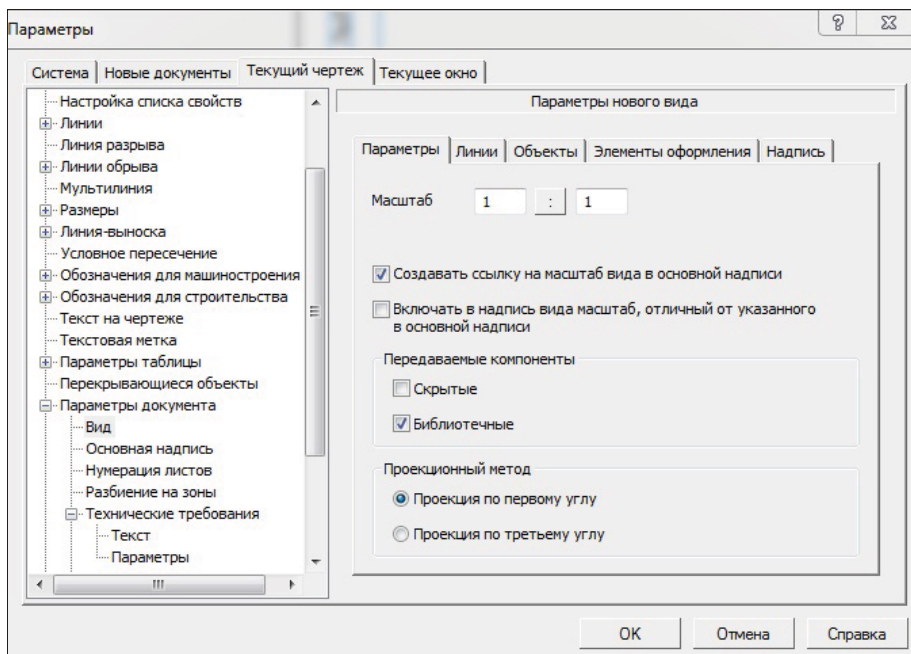 Параметры
Система Новые документы Текущий чертеж Текущее окно
Настройка списка свойств
Линии
Линия разрыва
Линии обрыва
Мультилиния
Размеры
Линия-выноска
Условное пересечение
Обозначения для машиностроения
Обозначения для строительства
Текст на чертеже
Текстовая метка
Параметры таблицы
Перекрывающиеся объекты
Параметры документа
Вид
Основная надпись
Нумерация листов
Разбиение на зоны
Технические требования
Текст
Параметры
Параметры нового вида
Параметры Линии Объекты Элементы оформления Надпись
Масштаб 1 : 1
Создавать ссылку на масштаб вида в основной надписи
Включать в надпись вида масштаб, отличный от указанного
в основной надписи
Передаваемые компоненты
Скрытые
Библиотечные
Проекционный метод
Проекция по первому углу
Проекция по третьему углу
OK Отмена Справка